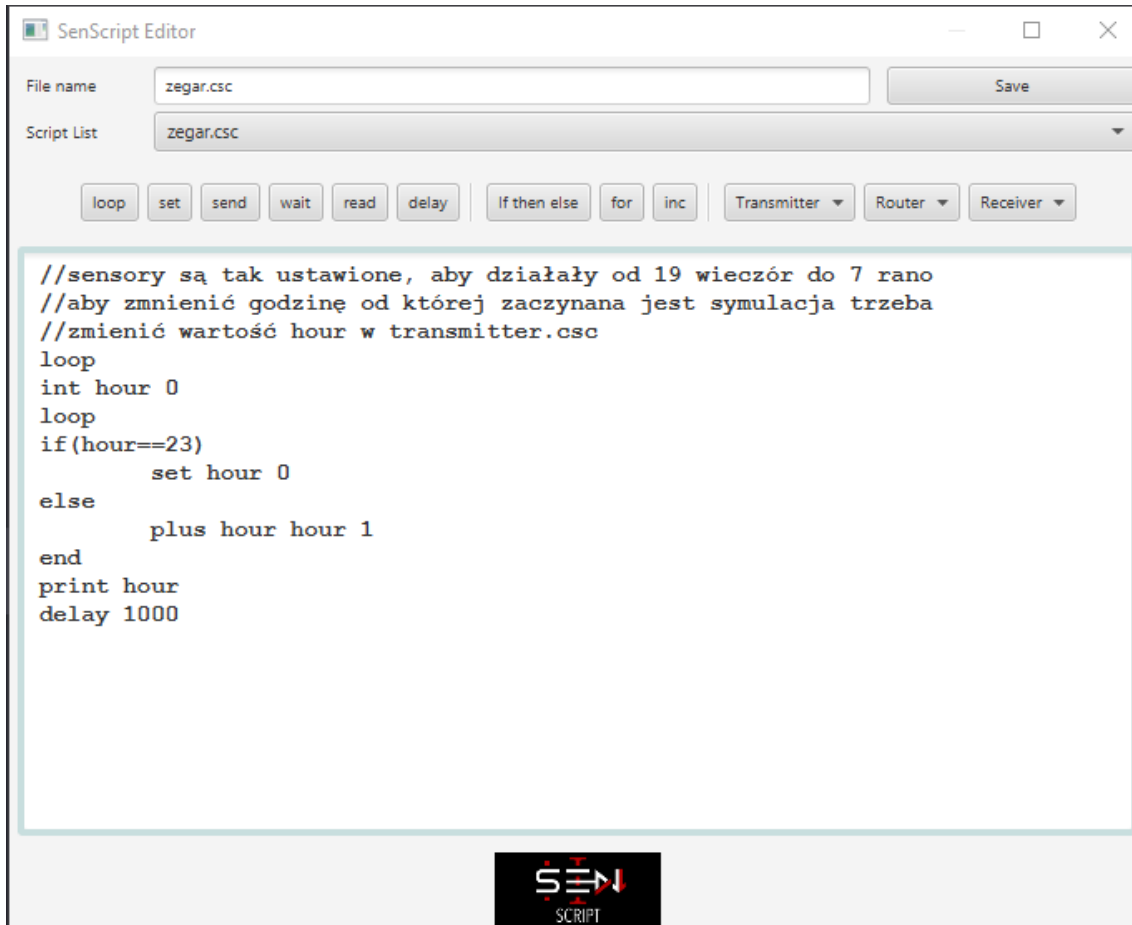 SenScript Editor
File name zegar.csc Save
Script List zegar.csc
loop set send wait read delay If then else for inc Transmitter Router Receiver
//sensory są tak ustawione, aby działały od 19 wieczór do 7 rano
//aby zmnienić godzinę od której zaczynana jest symulacja trzeba
//zmienić wartość hour w transmitter.csc
loop
int hour 0
loop
if(hour==23)
set hour 0
else
plus hour hour 1
end
print hour
delay 1000
SEN
SCRIPT